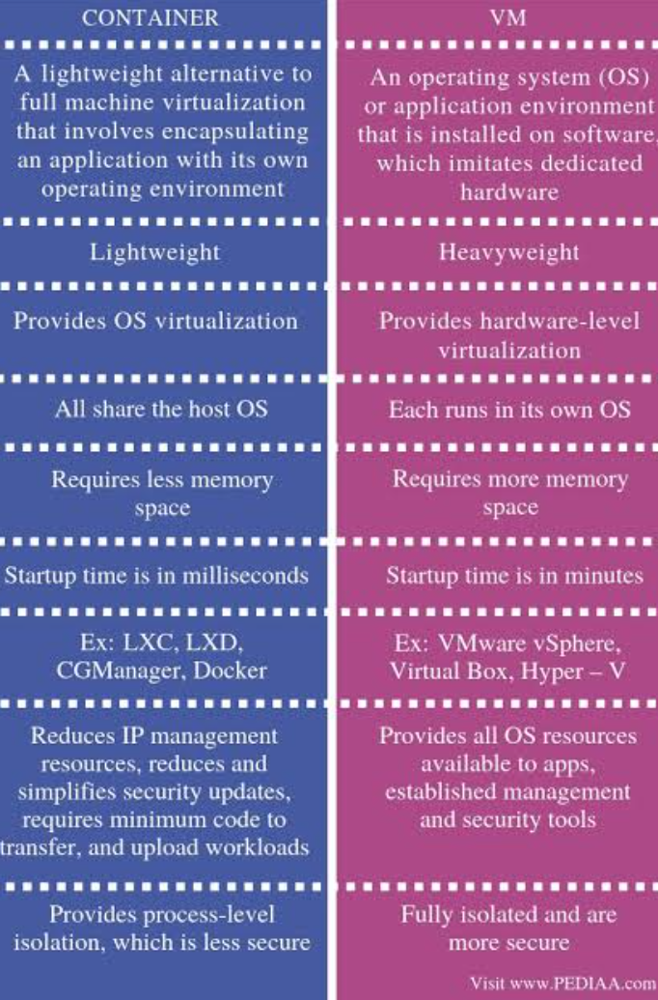 CONTAINER
VM
A lightweight alternative to
full machine virtualization
that involves encapsulating
an application with its own
operating environment
An operating system (OS)
or application environment
that is installed on software,
which imitates dedicated
hardware
Lightweight
Heavyweight
Provides OS virtualization
Provides hardware-level
virtualization
All share the host OS
Each runs in its own OS
Requires less memory
space
Requires more memory
space
Startup time is in milliseconds
Startup time is in minutes
Ex: LXC, LXD,
CGManager, Docker
Ex: VMware vSphere,
Virtual Box, Hyper – V
Reduces IP management
resources, reduces and
simplifies security updates,
requires minimum code to
transfer, and upload workloads
Provides all OS resources
available to apps,
established management
and security tools
Provides process-level
isolation, which is less secure
Fully isolated and are
more secure
Visit www.PEDIAA.com